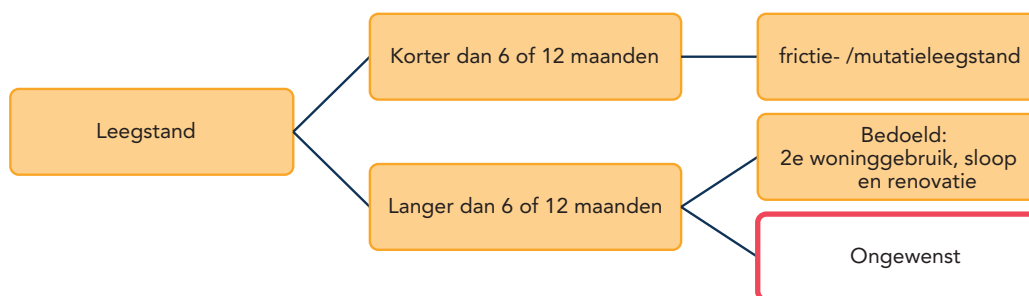 Korter dan 6 of 12 maanden
frictie- /mutatieleegstand
Leegstand
Bedoeld:
2e woninggebruik, sloop
en renovatie
Langer dan 6 of 12 maanden
Ongewenst